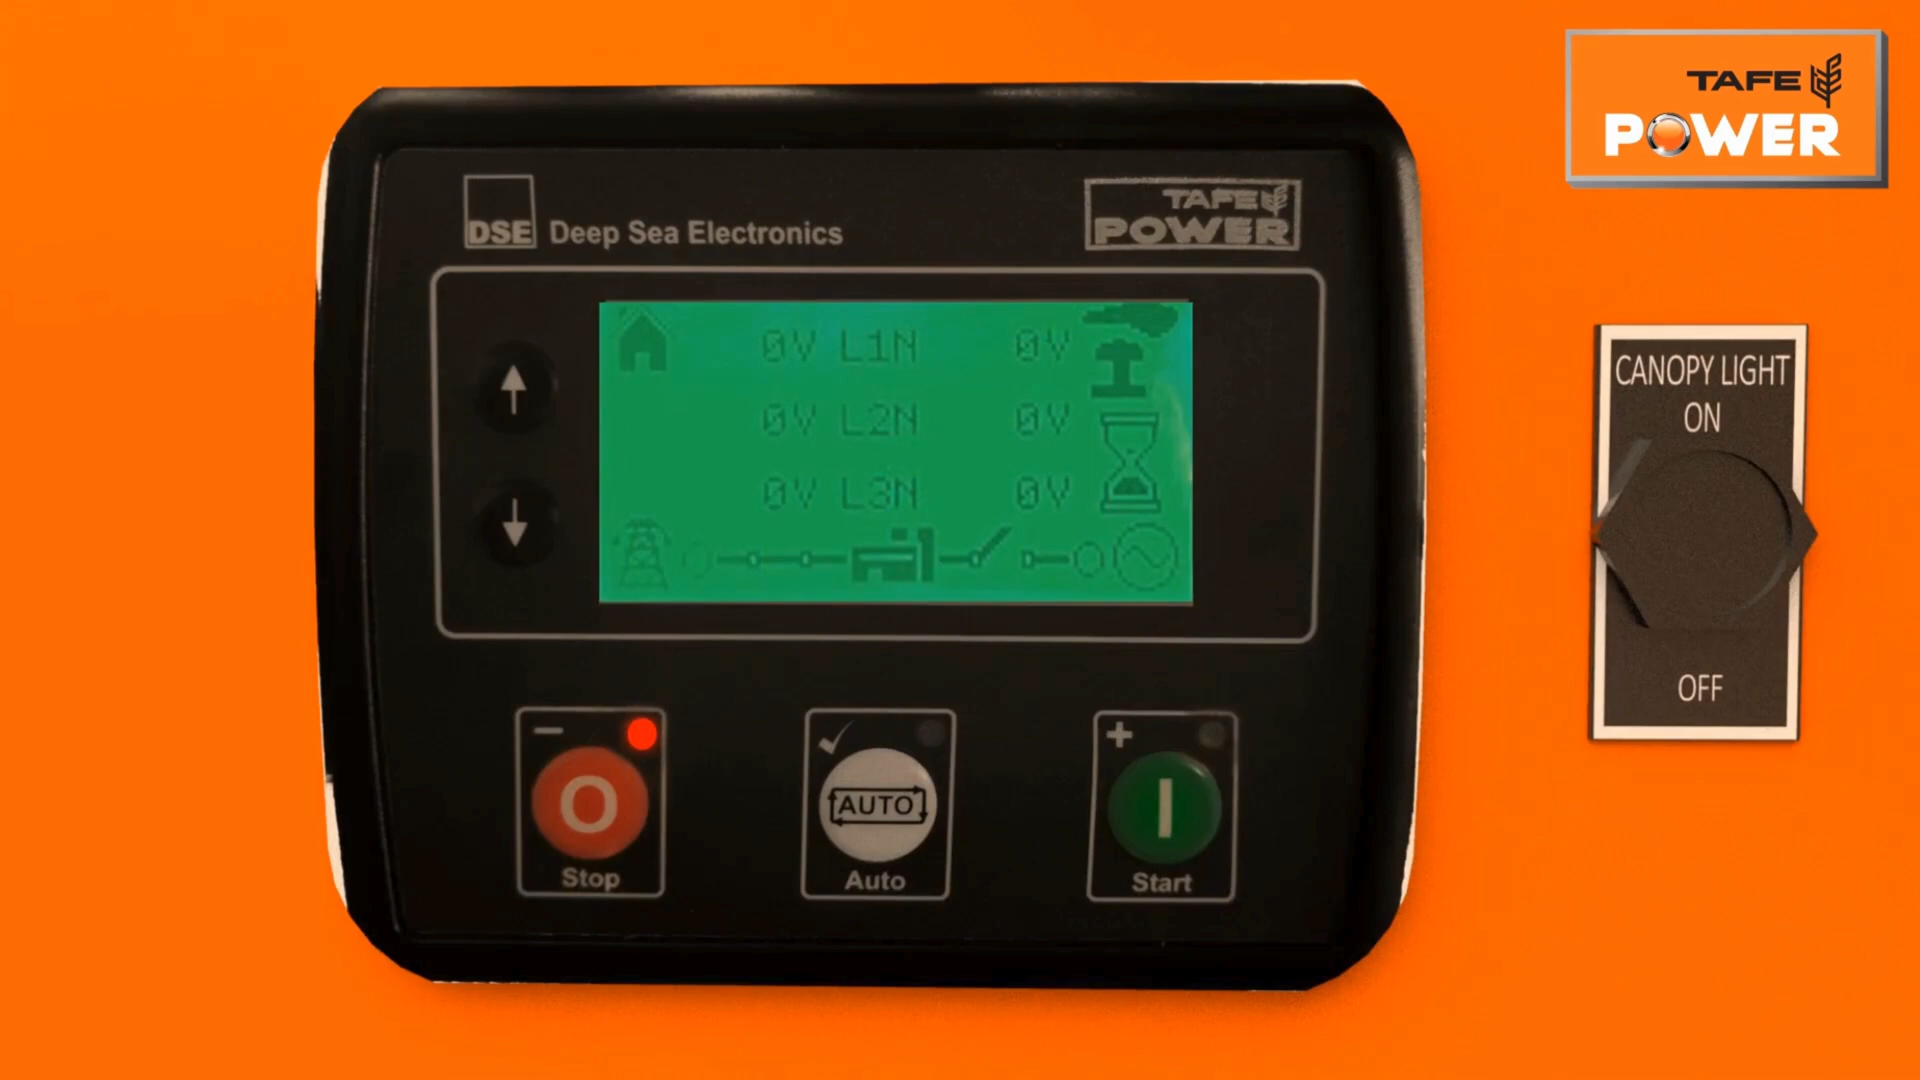 TAFE
POWER
DSE Deep Sea Electronics
TAFE
POWER
0V L1N 0V
0V L2N 0V
0V L3N 0V
CANOPY LIGHT
ON
OFF
O
Stop
AUTO
Auto
I
Start